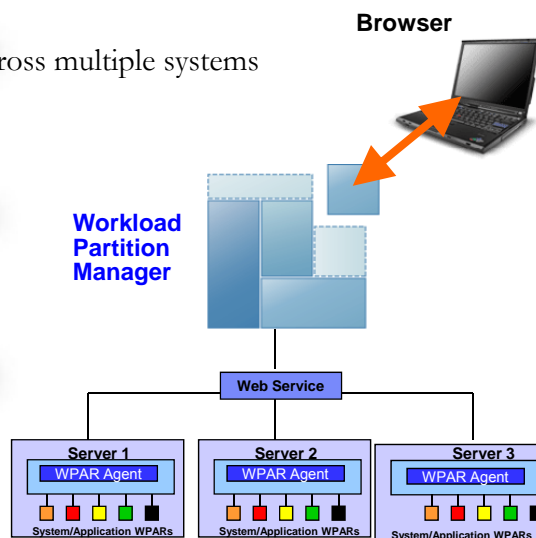 Browser
ross multiple systems
Workload
Partition
Manager
Web Service
Server 1
WPAR Agent
System/Application WPARs
Server 2
WPAR Agent
System/Application WPARs
Server 3
WPAR Agent
System/Application WPARs